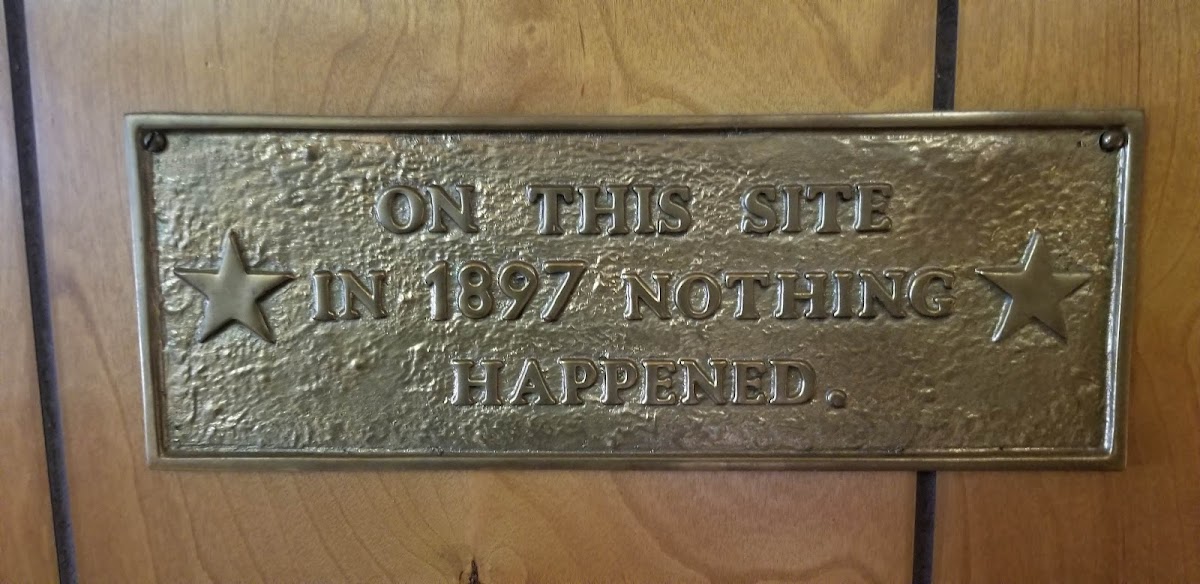 ON THIS SITE
IN 1897 NOTHING
HAPPENED.